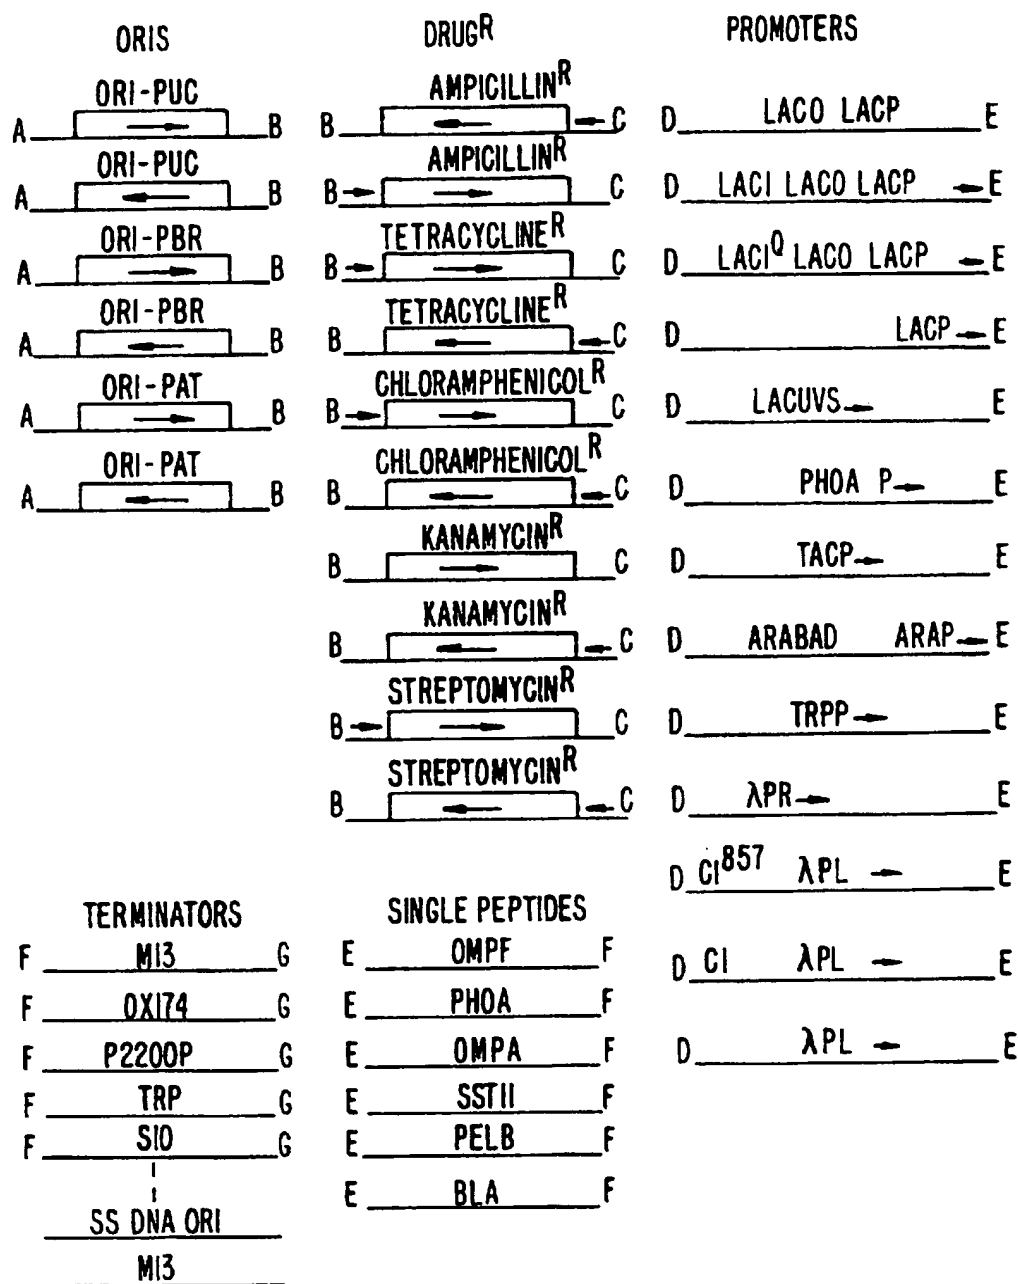 ORIS
ORI-PUC
A B
ORI-PUC
A B
ORI-PBR
A B
ORI-PBR
A B
ORI-PAT
A B
ORI-PAT
A B
DRUGR
AMPICILLINR
B C
AMPICILLINR
B C
TETRACYCLINER
B C
TETRACYCLINER
B C
CHLORAMPHENICOLR
B C
CHLORAMPHENICOLR
B C
KANAMYCINR
B C
KANAMYCINR
B C
STREPTOMYCINR
B C
STREPTOMYCINR
B C
PROMOTERS
D LACO LACP E
D LACI LACO LACP E
D LACIQ LACO LACP E
D LACP E
D LACUVS E
D PHOA P E
D TACP E
D ARABAD ARAP E
D TRPP E
D λPR E
D CI857 λPL E
D CI λPL E
D λPL E
TERMINATORS
F M13 G
F OX174 G
F P22OOP G
F TRP G
F S10 G
SS DNA ORI
M13
SINGLE PEPTIDES
E OMPF F
E PHOA F
E OMPA F
E SSTII F
E PELB F
E BLA F